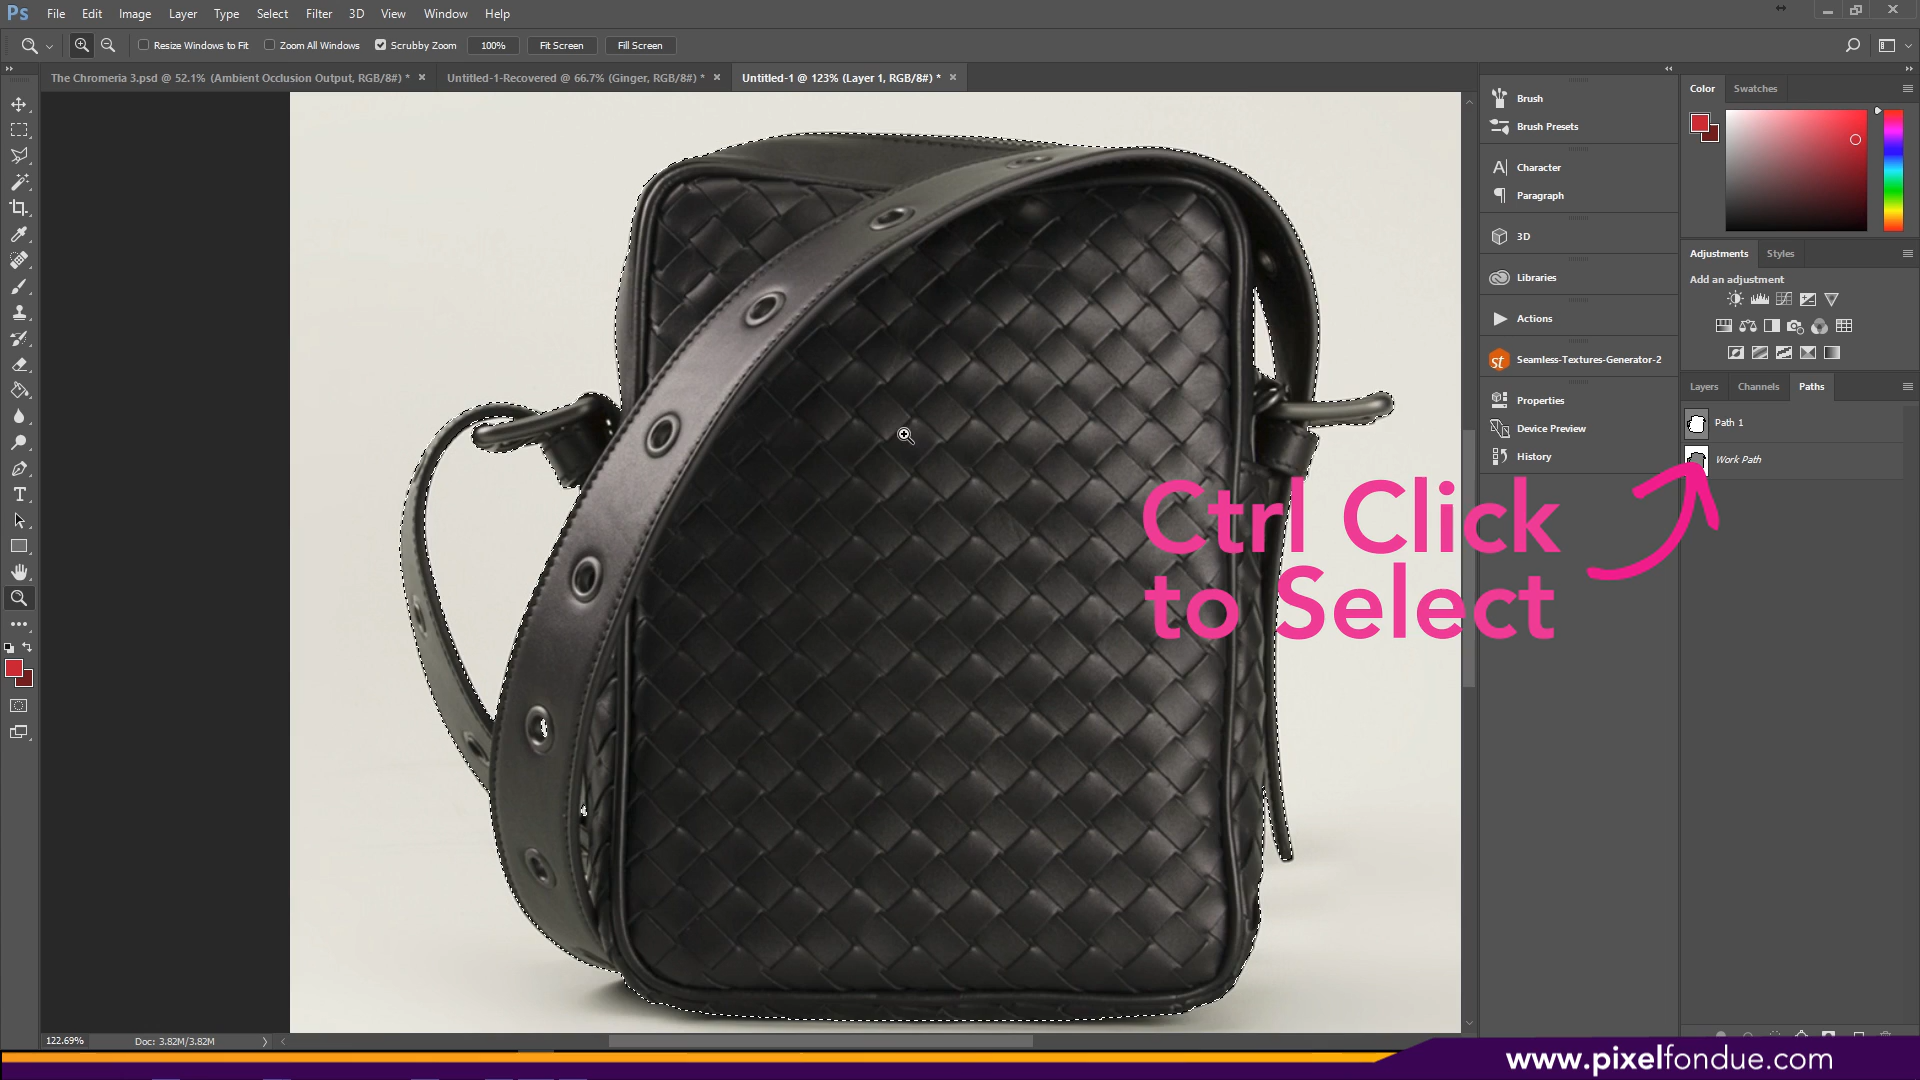 Ps File Edit Image Layer Type Select Filter 3D View Window Help
Resize Windows to Fit Zoom All Windows Scrubby Zoom 100% Fit Screen Fill Screen
The Chromeria 3.psd @ 52.1% (Ambient Occlusion Output, RGB/8#) * Untitled-1-Recovered @ 66.7% (Ginger, RGB/8#) * Untitled-1 @ 123% (Layer 1, RGB/8#) *
Brush
Brush Presets
Character
Paragraph
3D
Libraries
Actions
st Seamless-Textures-Generator-2
Properties
Device Preview
History
Color Swatches
Adjustments Styles
Add an adjustment
Layers Channels Paths
Path 1
Work Path
Ctrl Click
to Select
122.69% Doc: 3.82M/3.82M
www.pixelfondue.com